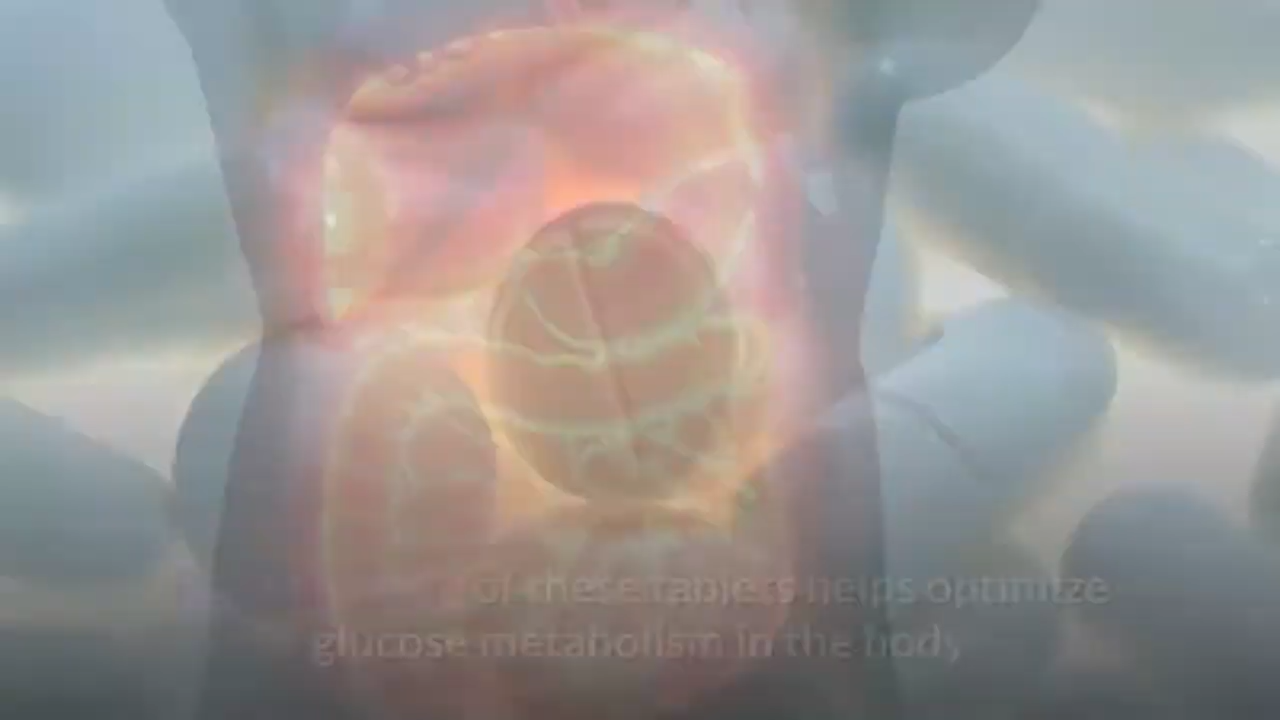 of these tablets helps optimize
glucose metabolism in the body